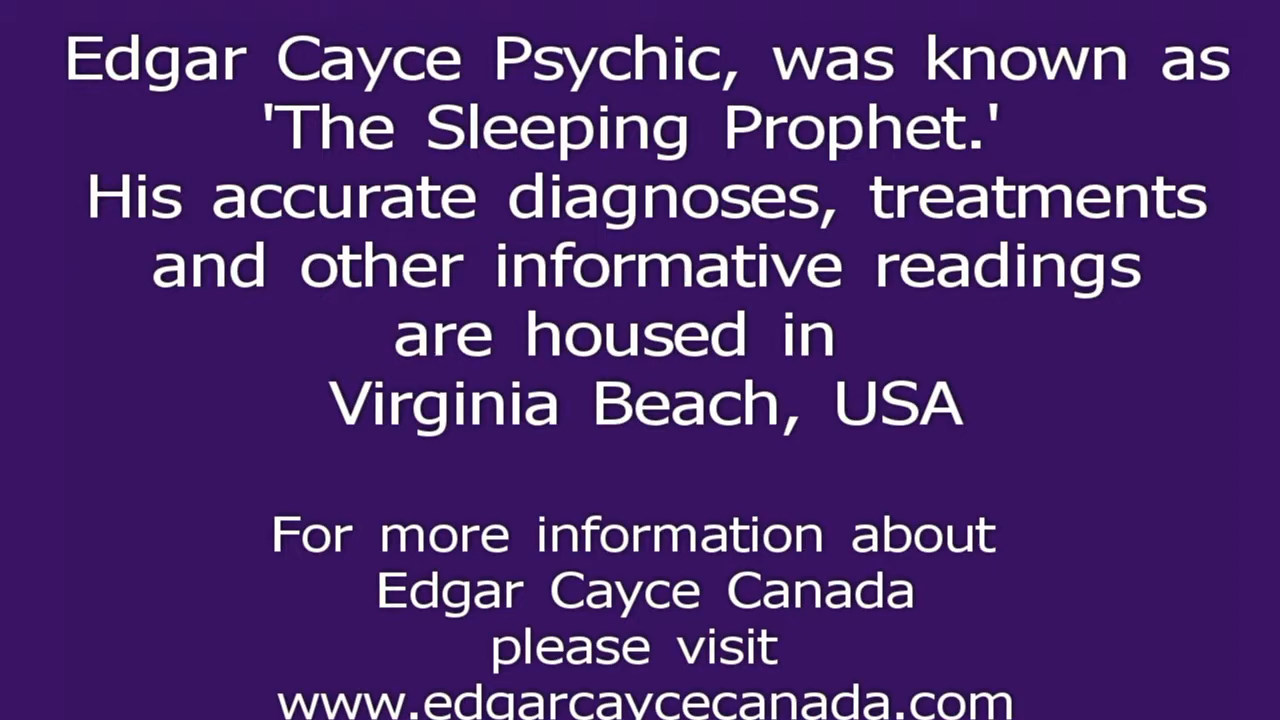 Edgar Cayce Psychic, was known as
'The Sleeping Prophet.'
His accurate diagnoses, treatments
and other informative readings
are housed in
Virginia Beach, USA
For more information about
Edgar Cayce Canada
please visit
www.edgarcaycecanada.com